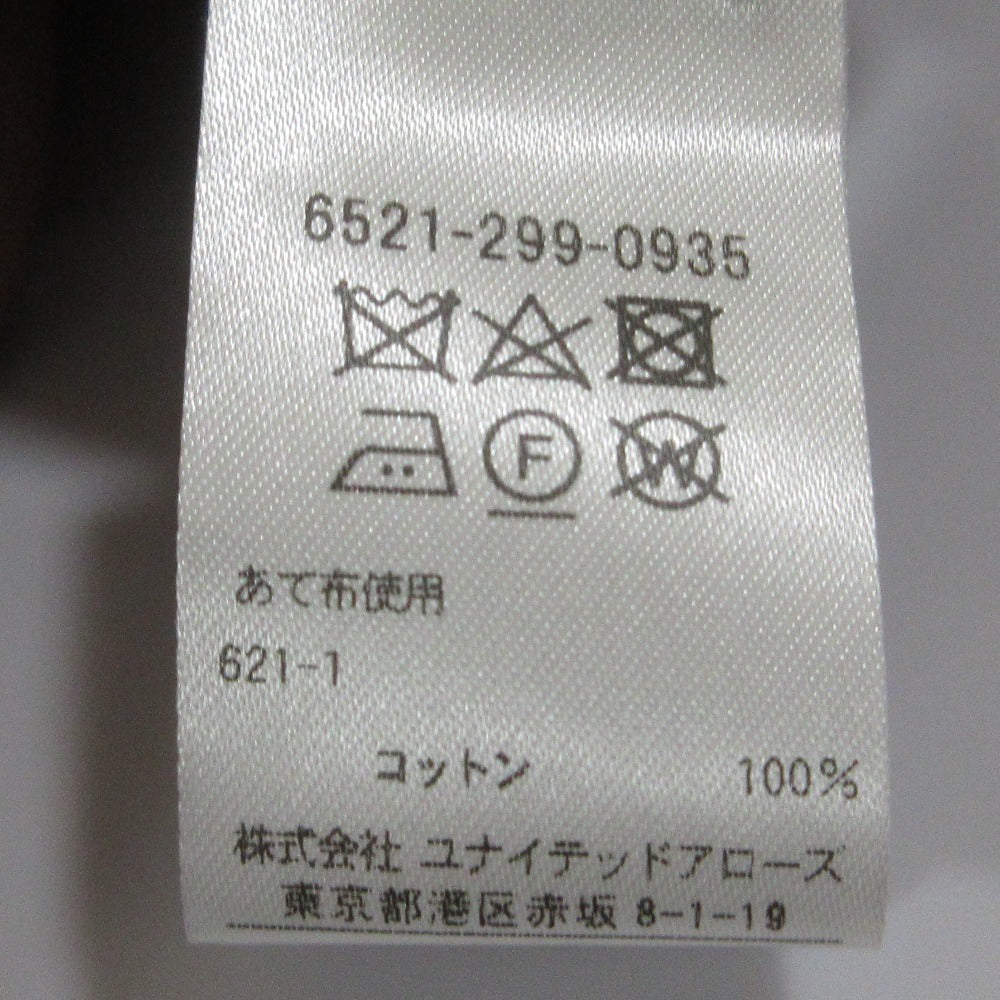 6521-299-0935
F W
あて布使用
621-1
コットン 100%
株式会社 ユナイテッドアローズ
東京都港区赤坂 8-1-19